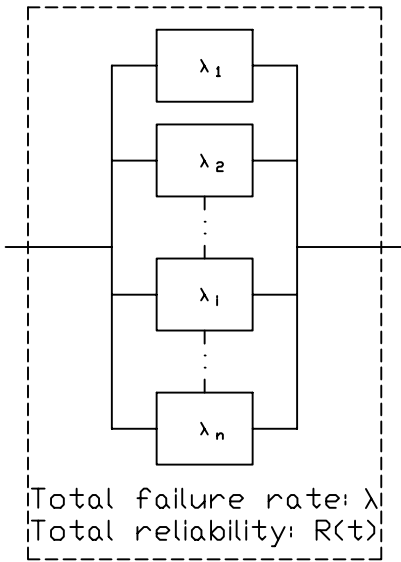 λ1
λ2
λi
λn
Total failure rate: λ
Total reliability: R(t)